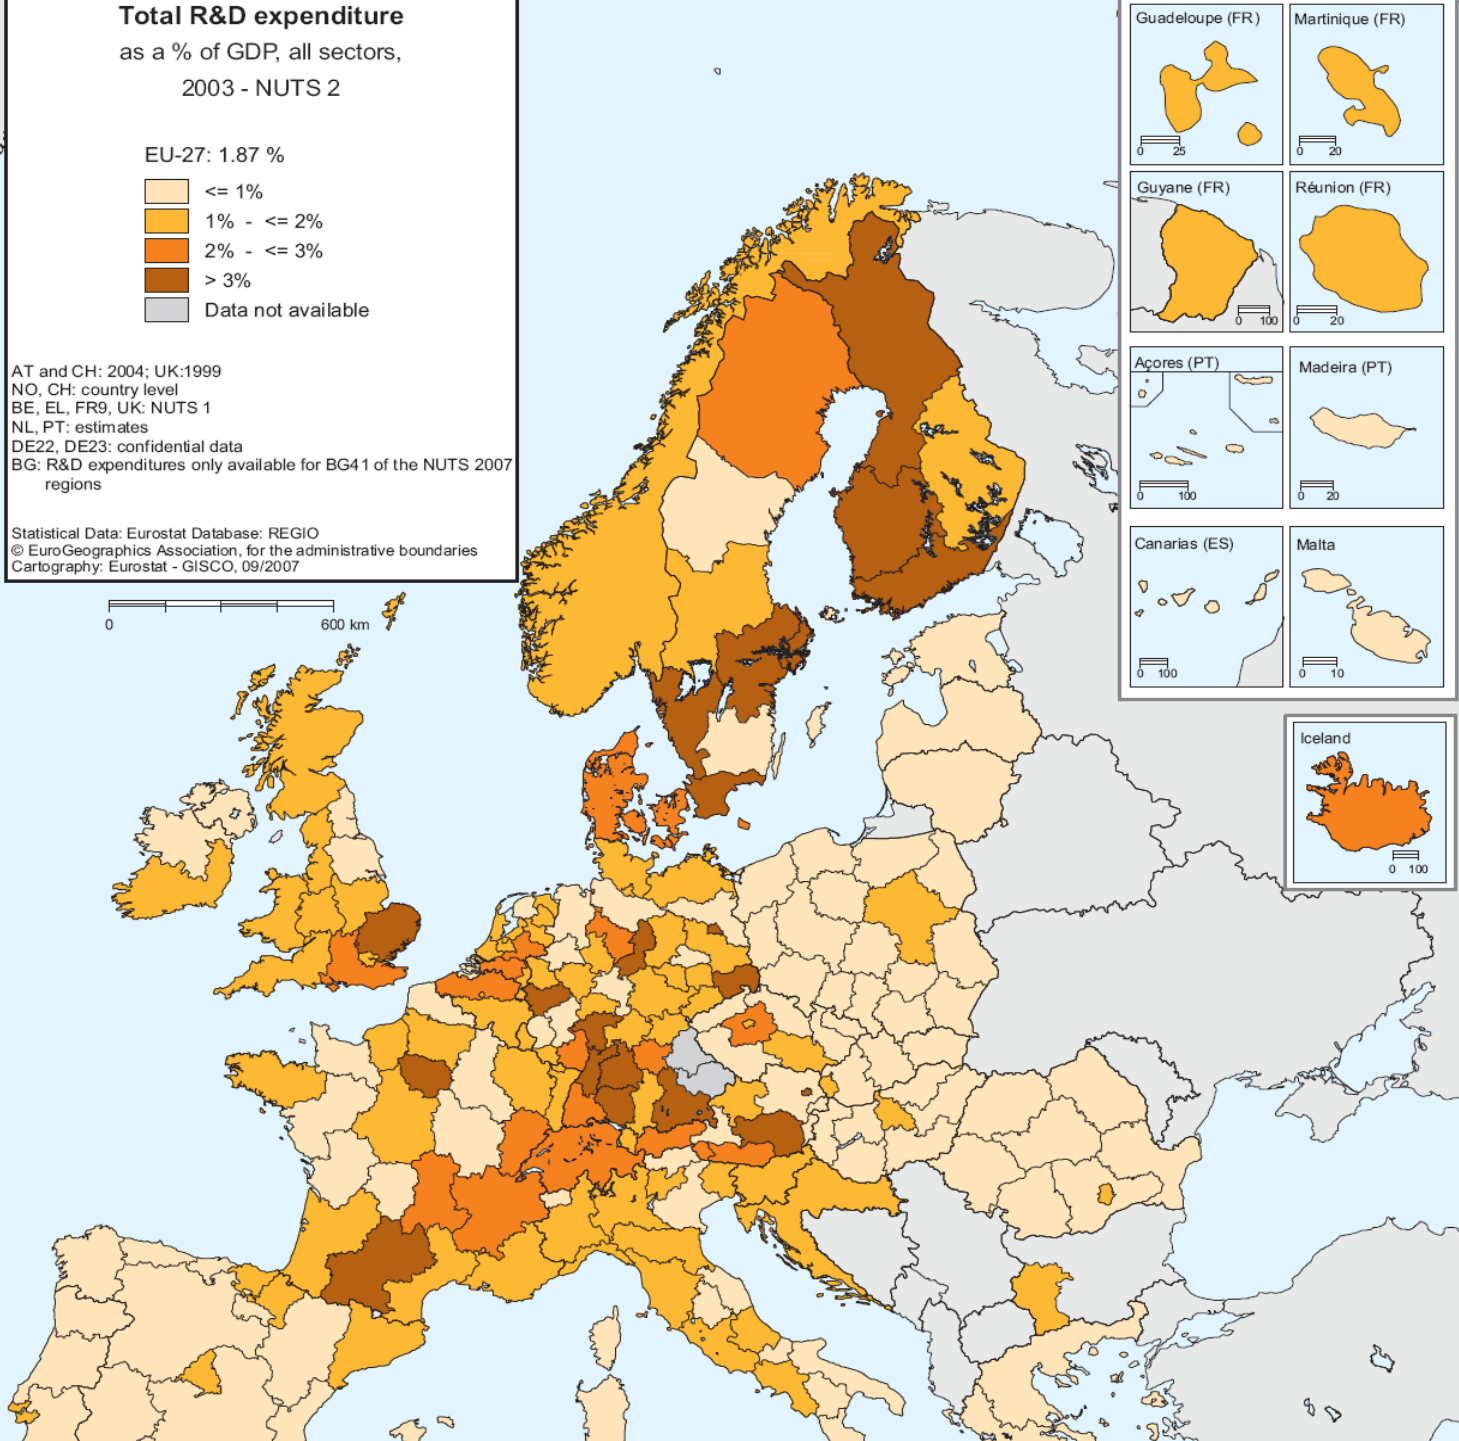 Total R&D expenditure
as a % of GDP, all sectors,
2003 - NUTS 2
EU-27: 1.87 %
<= 1%
1% - <= 2%
2% - <= 3%
> 3%
Data not available
AT and CH: 2004; UK:1999
NO, CH: country level
BE, EL, FR9, UK: NUTS 1
NL, PT: estimates
DE22, DE23: confidential data
BG: R&D expenditures only available for BG41 of the NUTS 2007
regions
Statistical Data: Eurostat Database: REGIO
© EuroGeographics Association, for the administrative boundaries
Cartography: Eurostat - GISCO, 09/2007
0 600 km
Guadeloupe (FR)
0 25
Martinique (FR)
0 20
Guyane (FR)
0 100
Réunion (FR)
0 20
Açores (PT)
0 100
Madeira (PT)
0 20
Canarias (ES)
0 100
Malta
0 10
Iceland
0 100